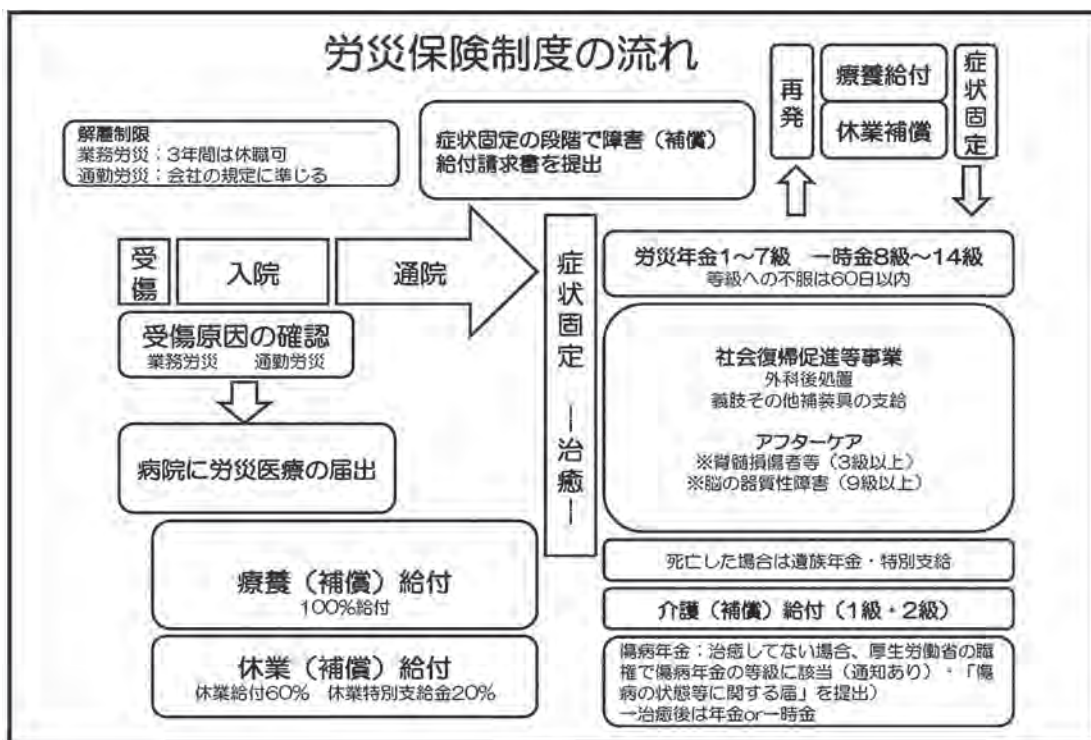 労災保険制度の流れ
解雇制限
業務労災：3年間は休職可
通勤労災：会社の規定に準じる
症状固定の段階で障害（補償）
給付請求書を提出
再発
療養給付
休業補償
症状固定
受傷
入院
通院
症状固定 ―治癒―
受傷原因の確認
業務労災 通勤労災
病院に労災医療の届出
療養（補償）給付
100%給付
休業（補償）給付
休業給付60% 休業特別支給金20%
労災年金1～7級 一時金8級～14級
等級への不服は60日以内
社会復帰促進等事業
外科後処置
義肢その他補装具の支給
アフターケア
※脊髄損傷者等（3級以上）
※脳の器質性障害（9級以上）
死亡した場合は遺族年金・特別支給
介護（補償）給付（1級・2級）
傷病年金：治癒してない場合、厚生労働省の職
権で傷病年金の等級に該当（通知あり）・「傷
病の状態等に関する届」を提出）
→治癒後は年金or一時金